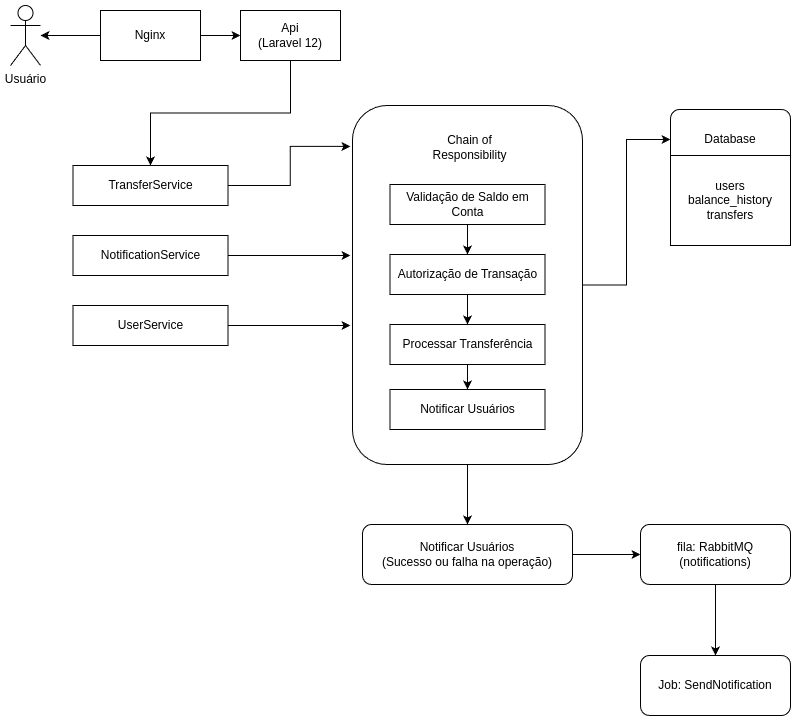 Usuário
Nginx
Api
(Laravel 12)
TransferService
NotificationService
UserService
Chain of
Responsibility
Validação de Saldo em
Conta
Autorização de Transação
Processar Transferência
Notificar Usuários
Database
users
balance_history
transfers
Notificar Usuários
(Sucesso ou falha na operação)
fila: RabbitMQ
(notifications)
Job: SendNotification